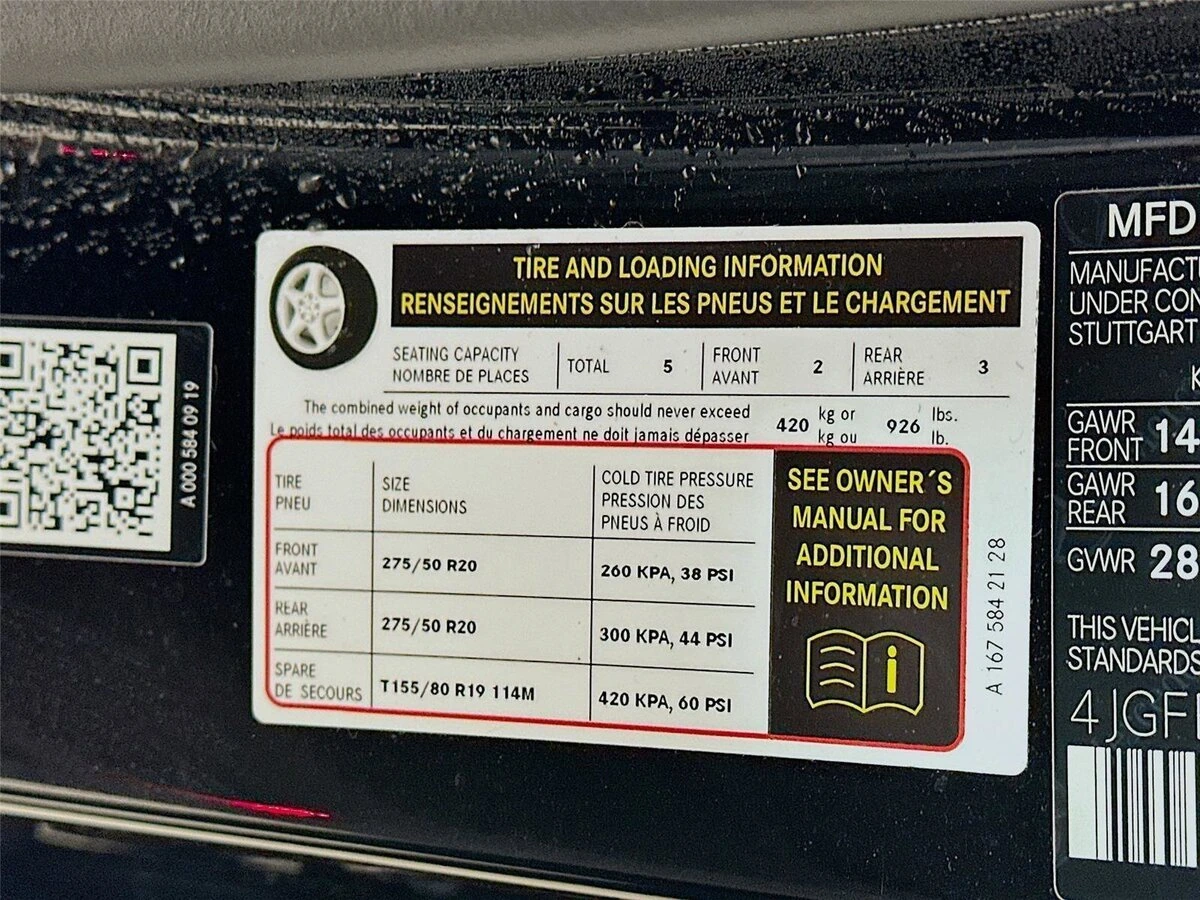 A 000 584 09 19
TIRE AND LOADING INFORMATION
RENSEIGNEMENTS SUR LES PNEUS ET LE CHARGEMENT
SEATING CAPACITY
NOMBRE DE PLACES
TOTAL 5
FRONT
AVANT 2
REAR
ARRIÈRE 3
The combined weight of occupants and cargo should never exceed 420 kg or 926 lbs.
Le poids total des occupants et du chargement ne doit jamais dépasser kg ou lb.
TIRE
PNEU
SIZE
DIMENSIONS
COLD TIRE PRESSURE
PRESSION DES
PNEUS À FROID
FRONT
AVANT
275/50 R20
260 KPA, 38 PSI
REAR
ARRIÈRE
275/50 R20
300 KPA, 44 PSI
SPARE
DE SECOURS
T155/80 R19 114M
420 KPA, 60 PSI
SEE OWNER´S
MANUAL FOR
ADDITIONAL
INFORMATION
i
A 167 584 21 28
MFD
MANUFACT
UNDER CON
STUTTGART
K
GAWR
FRONT 14
GAWR
REAR 16
GVWR 28
THIS VEHICL
STANDARDS
4JGF